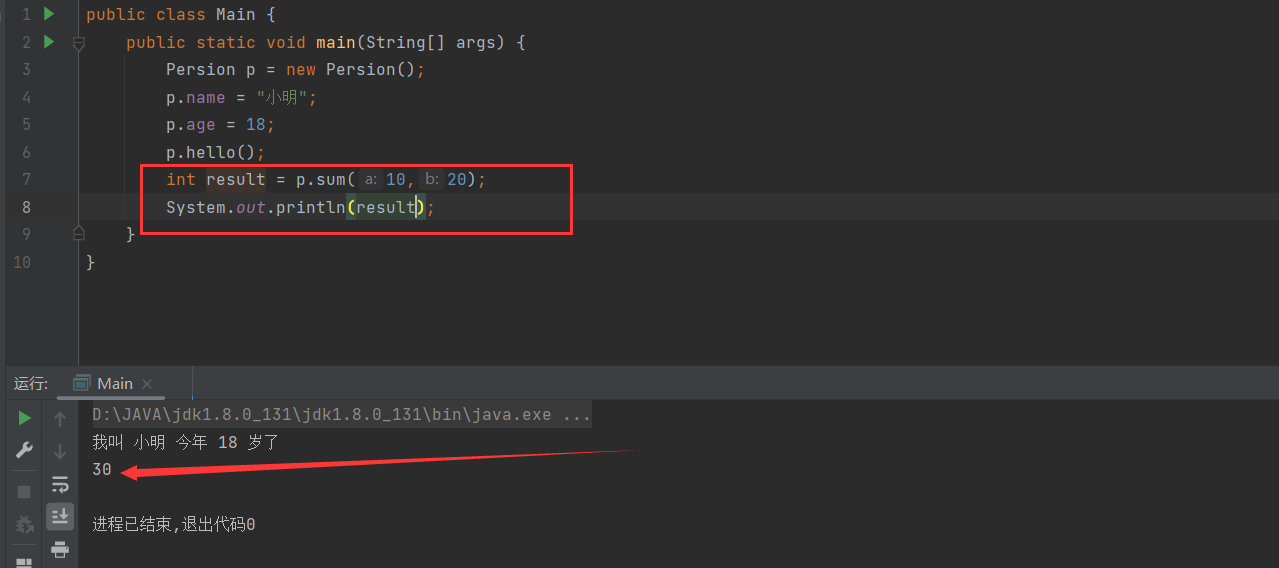 1 public class Main {
2 public static void main(String[] args) {
3 Persion p = new Persion();
4 p.name = "小明";
5 p.age = 18;
6 p.hello();
7 int result = p.sum( a: 10, b: 20);
8 System.out.println(result);
9 }
10 }
运行: Main ×
D:\JAVA\jdk1.8.0_131\jdk1.8.0_131\bin\java.exe ...
我叫 小明 今年 18 岁了
30
进程已结束,退出代码0